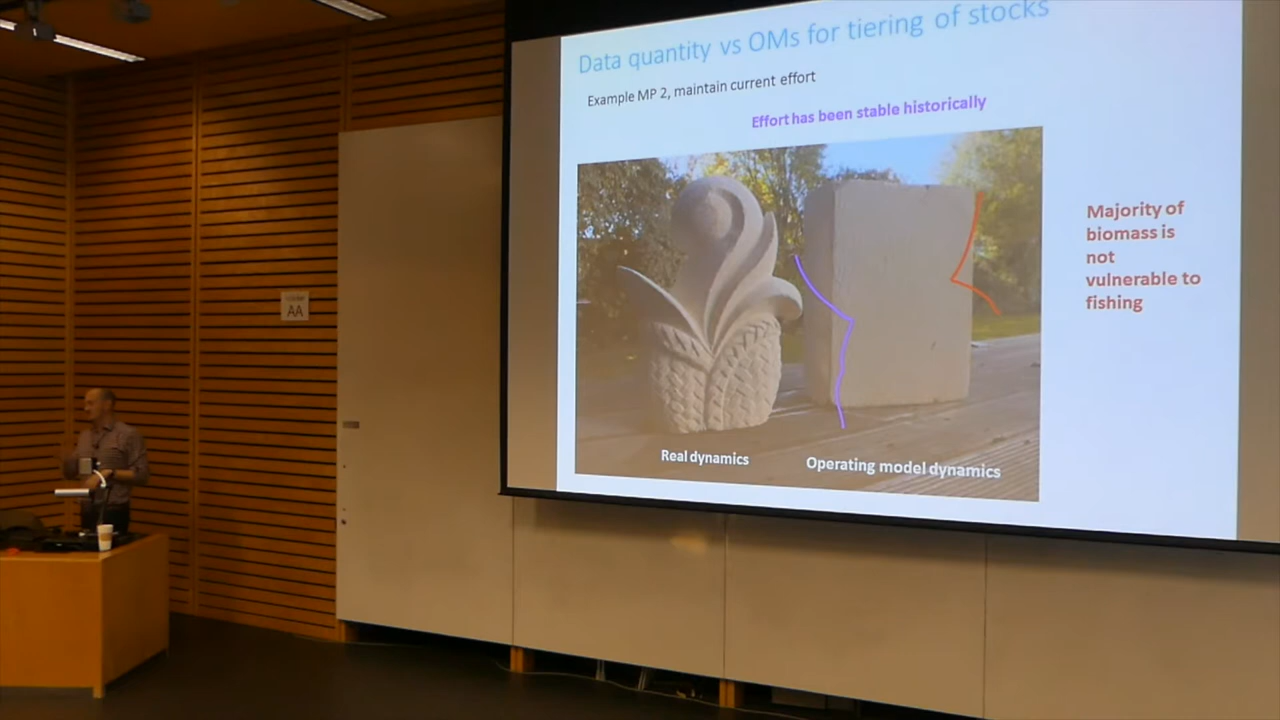 Data quantity vs OMs for tiering of stocks
Example MP 2, maintain current effort
Effort has been stable historically
Majority of
biomass is
not
vulnerable to
fishing
Real dynamics
Operating model dynamics
AA